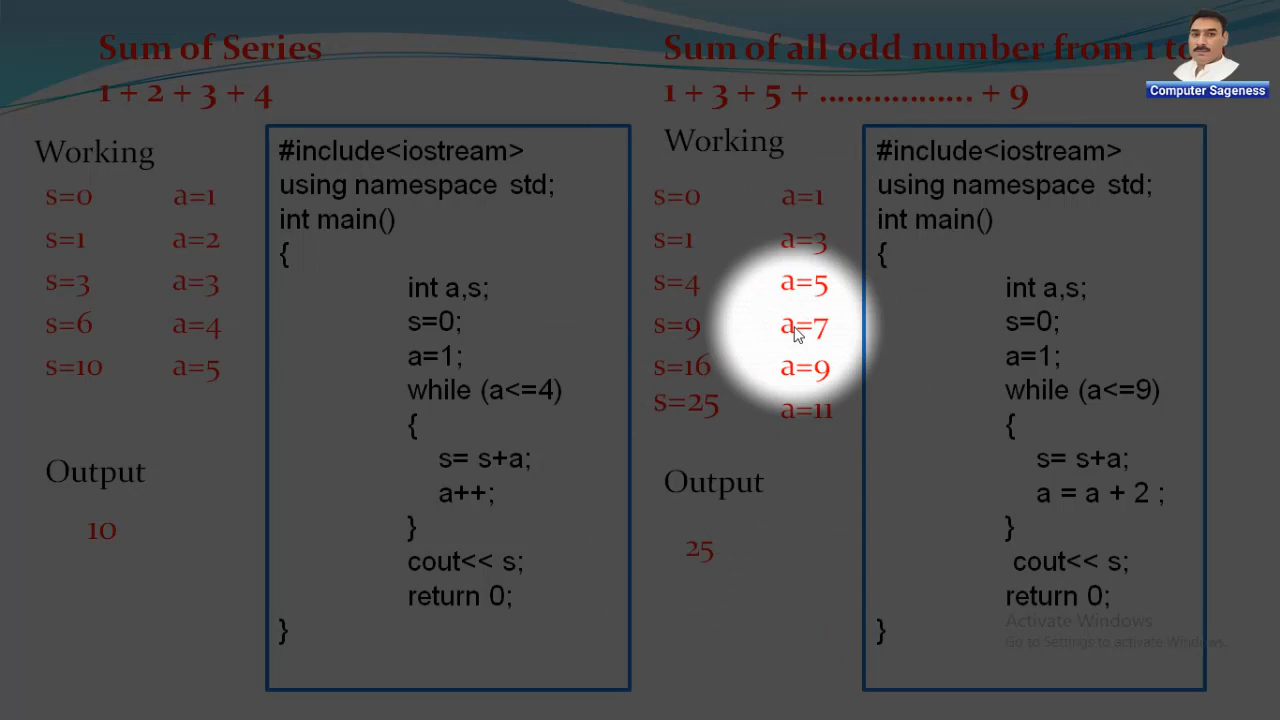 Sum of Series
1 + 2 + 3 + 4
Working
s=0 a=1
s=1 a=2
s=3 a=3
s=6 a=4
s=10 a=5
Output
10
#include<iostream>
using namespace std;
int main()
{
int a,s;
s=0;
a=1;
while (a<=4)
{
s= s+a;
a++;
}
cout<< s;
return 0;
}
Sum of all odd number from 1 to
1 + 3 + 5 + ................. + 9
Working
s=0 a=1
s=1 a=3
s=4 a=5
s=9 a=7
s=16 a=9
s=25 a=11
Output
25
#include<iostream>
using namespace std;
int main()
{
int a,s;
s=0;
a=1;
while (a<=9)
{
s= s+a;
a = a + 2 ;
}
cout<< s;
return 0;
}
Computer Sageness
Activate Windows
Go to Settings to activate Windows.